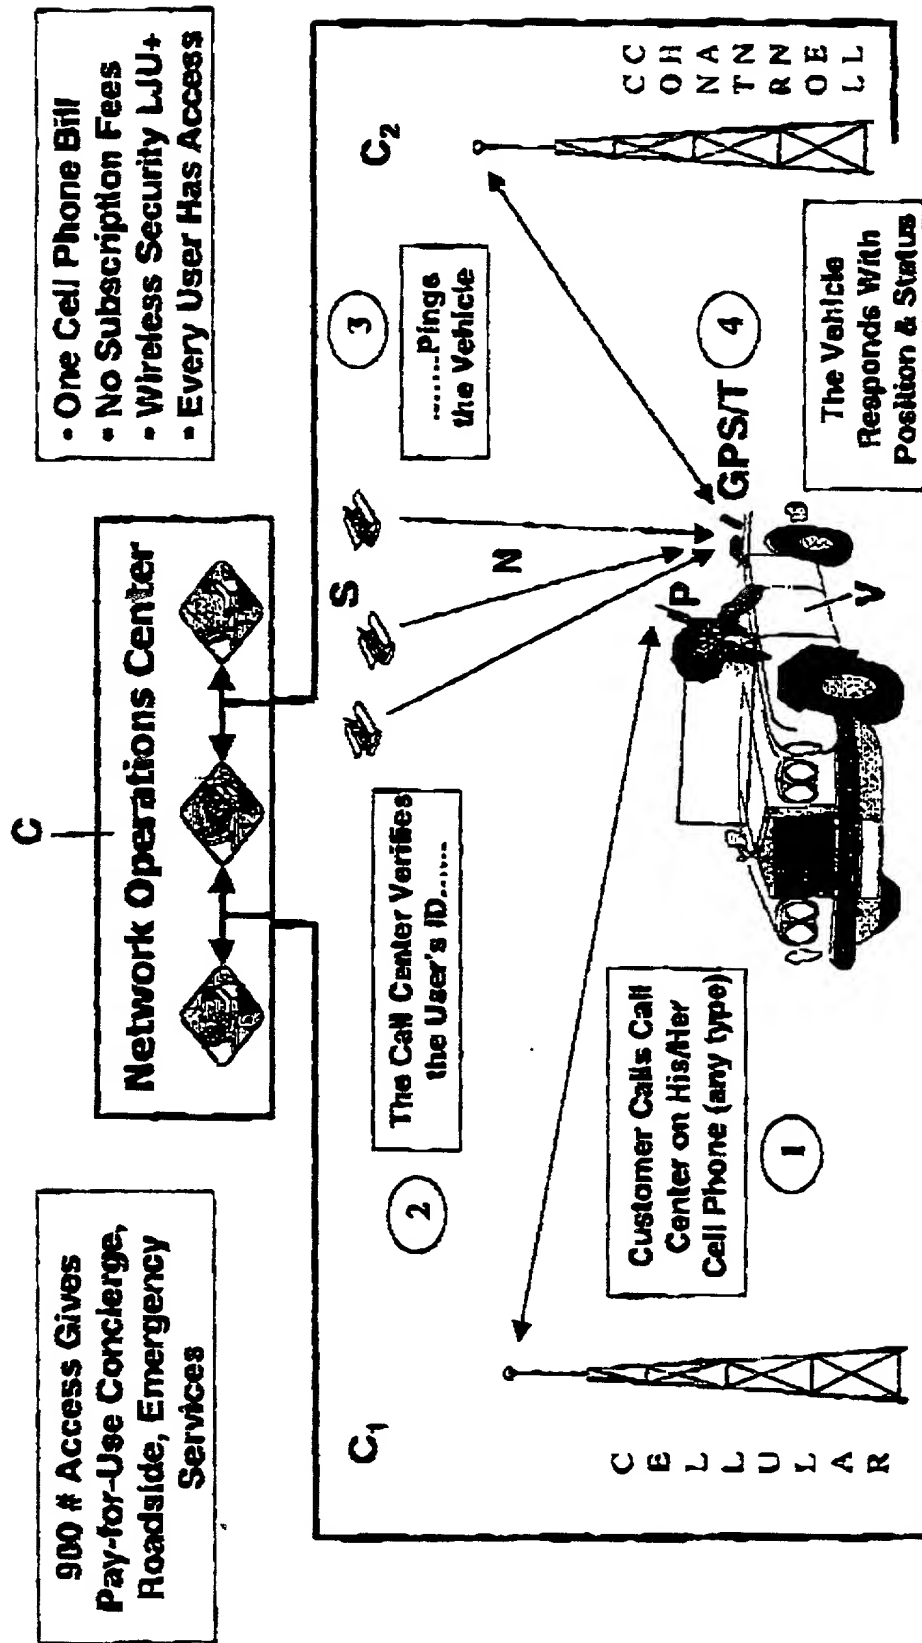 900 # Access Gives
Pay-for-Use Concierge,
Roadside, Emergency
Services
C
Network Operations Center
• One Cell Phone Bill
• No Subscription Fees
• Wireless Security LJU+
• Every User Has Access
C1
2
The Call Center Verifies
the User's ID......
S
N
3
.......Pings
the Vehicle
C2
CELLULAR
Customer Calls Call
Center on His/Her
Cell Phone (any type)
1
P
V
GPS/T
4
The Vehicle
Responds With
Position & Status
CONTROL
CHANNEL